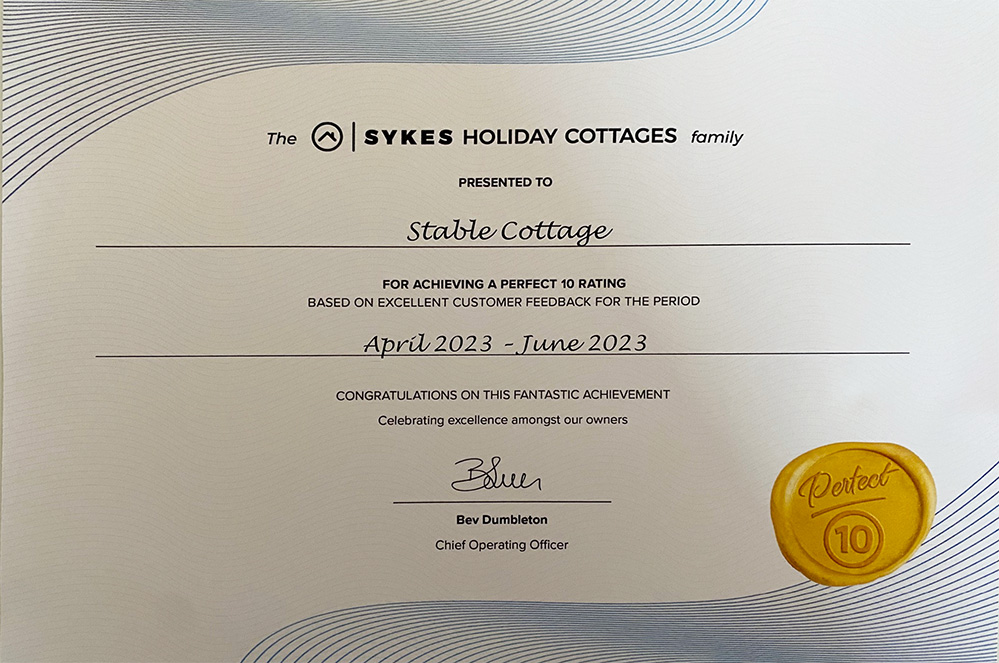 The SYKES HOLIDAY COTTAGES family
PRESENTED TO
Stable Cottage
FOR ACHIEVING A PERFECT 10 RATING
BASED ON EXCELLENT CUSTOMER FEEDBACK FOR THE PERIOD
April 2023 - June 2023
CONGRATULATIONS ON THIS FANTASTIC ACHIEVEMENT
Celebrating excellence amongst our owners
Bev Dumbleton
Chief Operating Officer
Perfect
10